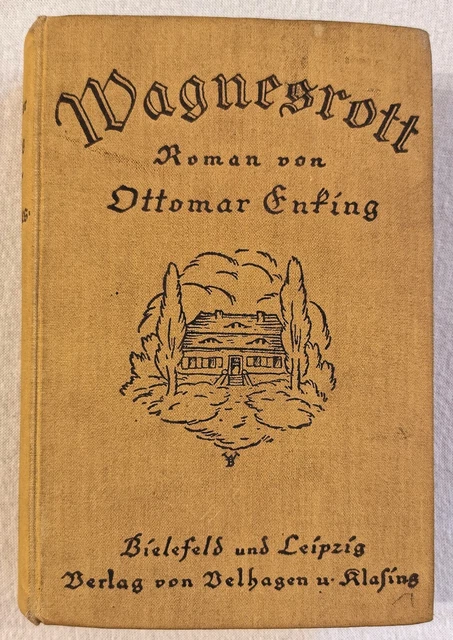 Wagnesrott
Roman von
Ottomar Enking
Bielefeld und Leipzig
Verlag von Velhagen u. Klasing